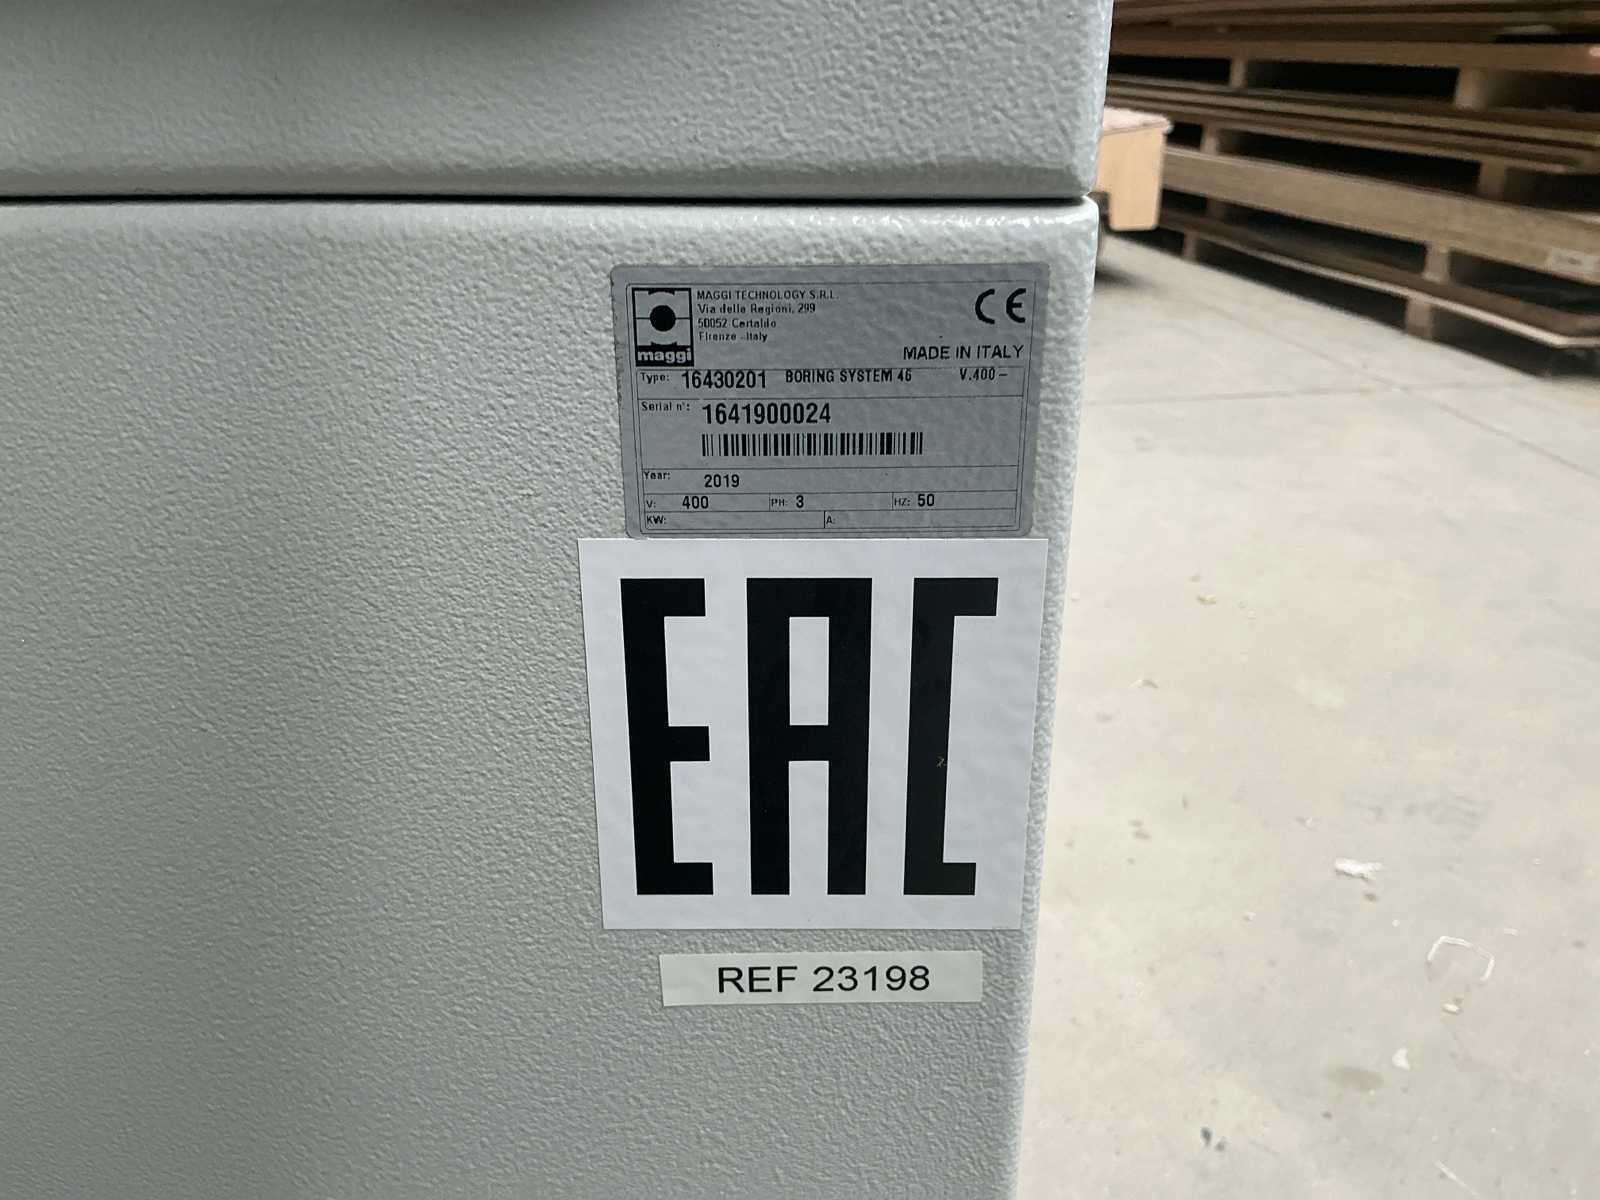 MAGGI TECHNOLOGY S.R.L.
Via delle Regioni, 299
50052 Certaldo
Firenze - Italy
maggi
CE
MADE IN ITALY
Type: 16430201 BORING SYSTEM 46 V.400~
Serial n°: 1641900024
Year: 2019
V: 400 PH: 3 HZ: 50
KW: A:
EAC
REF 23198